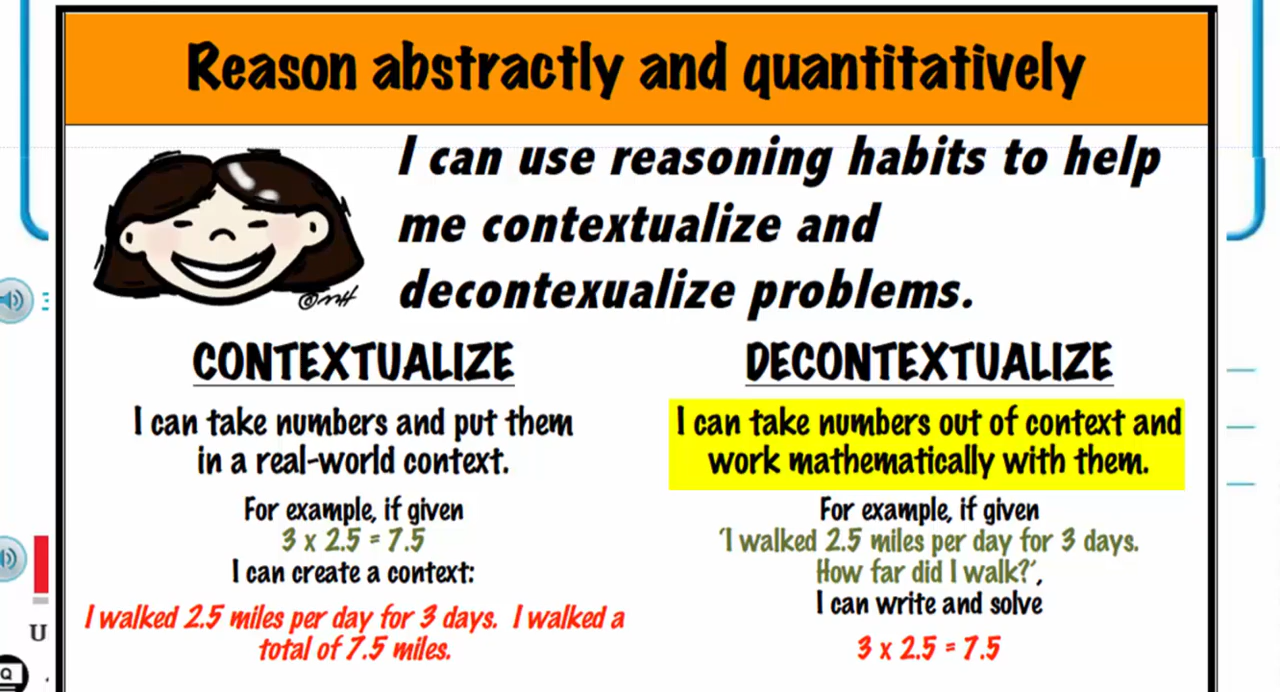 Reason abstractly and quantitatively
I can use reasoning habits to help
me contextualize and
decontexualize problems.
©MH
CONTEXTUALIZE
I can take numbers and put them
in a real-world context.
For example, if given
3 x 2.5 = 7.5
I can create a context:
I walked 2.5 miles per day for 3 days. I walked a
total of 7.5 miles.
DECONTEXTUALIZE
I can take numbers out of context and
work mathematically with them.
For example, if given
'I walked 2.5 miles per day for 3 days.
How far did I walk?',
I can write and solve
3 x 2.5 = 7.5
U
Q